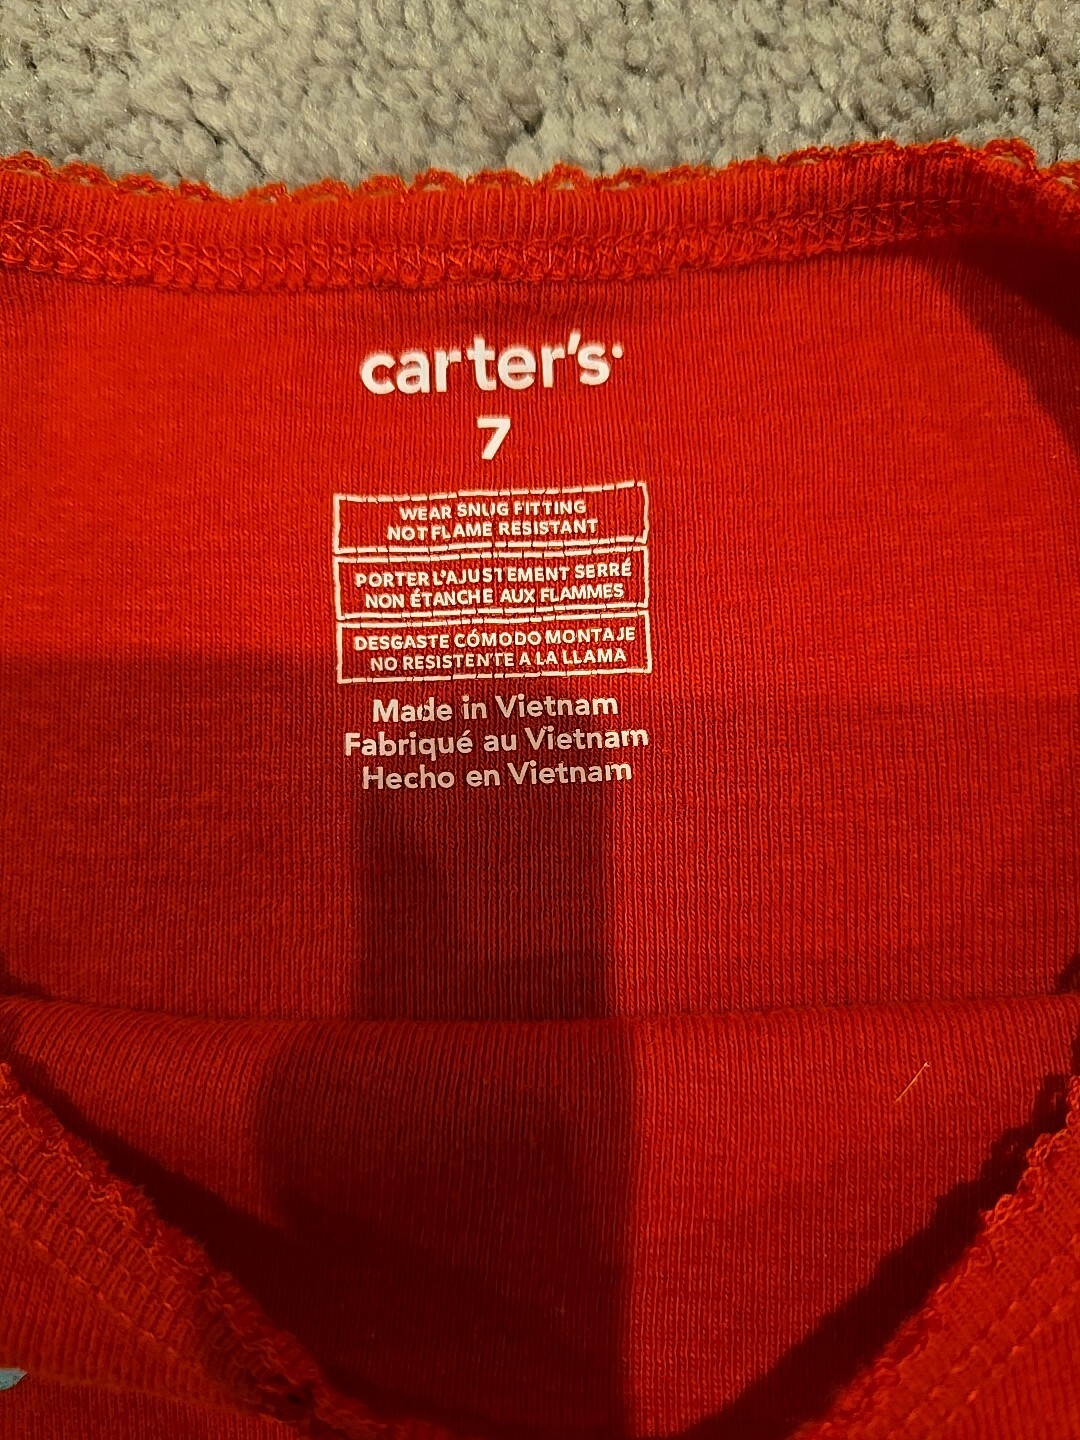 carter's
7
WEAR SNUG FITTING
NOT FLAME RESISTANT
PORTER L'AJUSTEMENT SERRÉ
NON ÉTANCHE AUX FLAMMES
DESGASTE CÓMODO MONTAJE
NO RESISTENTE A LA LLAMA
Made in Vietnam
Fabriqué au Vietnam
Hecho en Vietnam